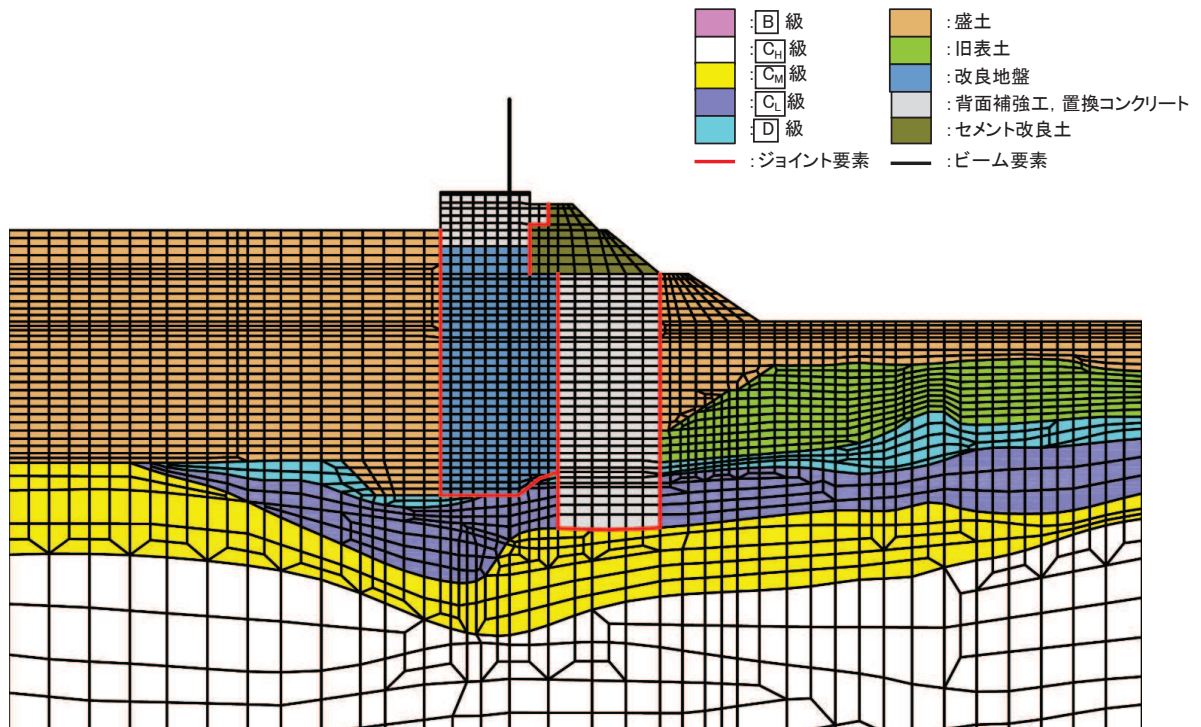 :B級
:CH級
:CM級
:CL級
:D級
:ジョイント要素
:盛土
:旧表土
:改良地盤
:背面補強工, 置換コンクリート
:セメント改良土
:ビーム要素